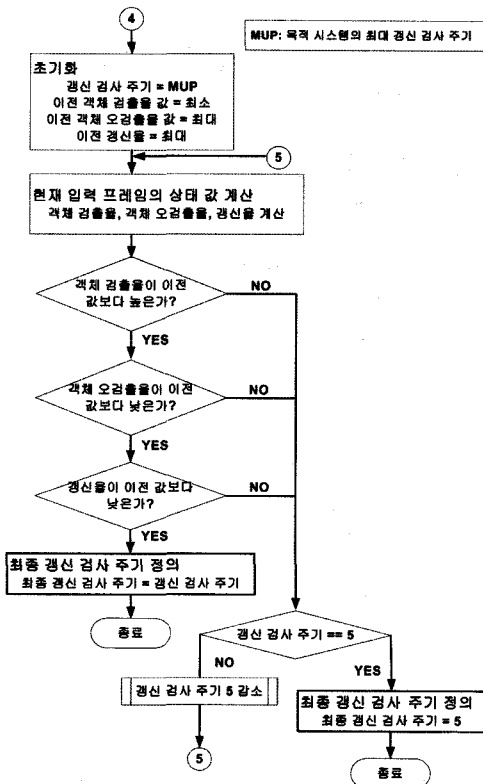 4
MUP: 목적 시스템의 최대 갱신 검사 주기
초기화
갱신 검사 주기 = MUP
이전 객체 검출율 값 = 최소
이전 객체 오검출율 값 = 최대
이전 갱신율 = 최대
5
현재 입력 프레임의 상태 값 계산
객체 검출율, 객체 오검출율, 갱신율 계산
객체 검출율이 이전
값보다 높은가?
NO
YES
객체 오검출율이 이전
값보다 낮은가?
NO
YES
갱신율이 이전 값보다
낮은가?
NO
YES
최종 갱신 검사 주기 정의
최종 갱신 검사 주기 = 갱신 검사 주기
종료
갱신 검사 주기 == 5
NO
YES
갱신 검사 주기 5 감소
최종 갱신 검사 주기 정의
최종 갱신 검사 주기 = 5
5
종료